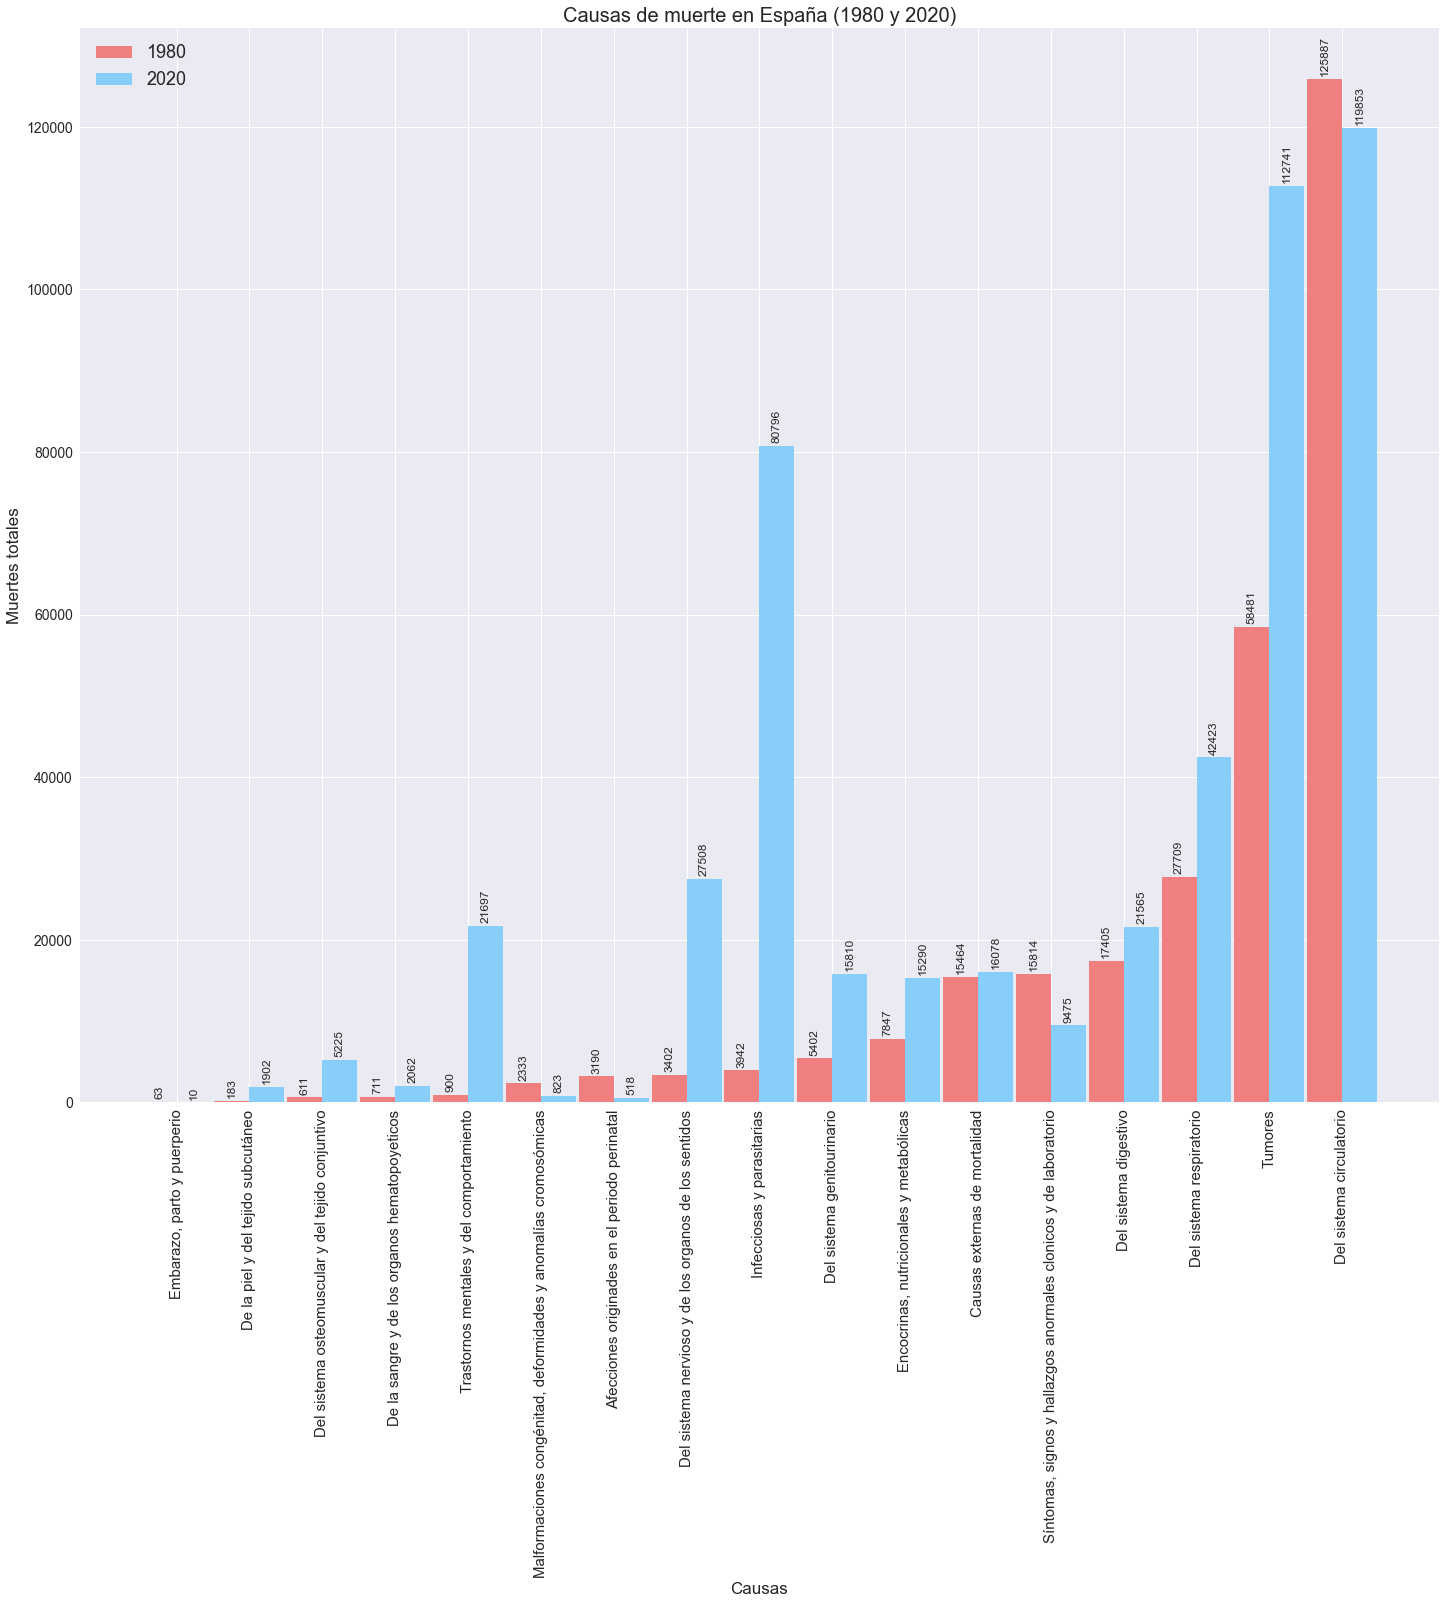 Causas de muerte en España (1980 y 2020)
1980
2020
Muertes totales
120000
100000
80000
60000
40000
20000
0
63
10
183
1902
611
5225
711
2062
900
21697
2333
823
3190
518
3402
27508
3942
80796
5402
15810
7847
15290
15464
16078
15814
9475
17405
21565
27709
42423
58481
112741
125887
119853
Embarazo, parto y puerperio
De la piel y del tejido subcutáneo
Del sistema osteomuscular y del tejido conjuntivo
De la sangre y de los organos hematopoyeticos
Trastornos mentales y del comportamiento
Malformaciones congénitad, deformidades y anomalías cromosómicas
Afecciones originades en el periodo perinatal
Del sistema nervioso y de los organos de los sentidos
Infecciosas y parasitarias
Del sistema genitourinario
Encocrinas, nutricionales y metabólicas
Causas externas de mortalidad
Síntomas, signos y hallazgos anormales clonicos y de laboratorio
Del sistema digestivo
Del sistema respiratorio
Tumores
Del sistema circulatorio
Causas